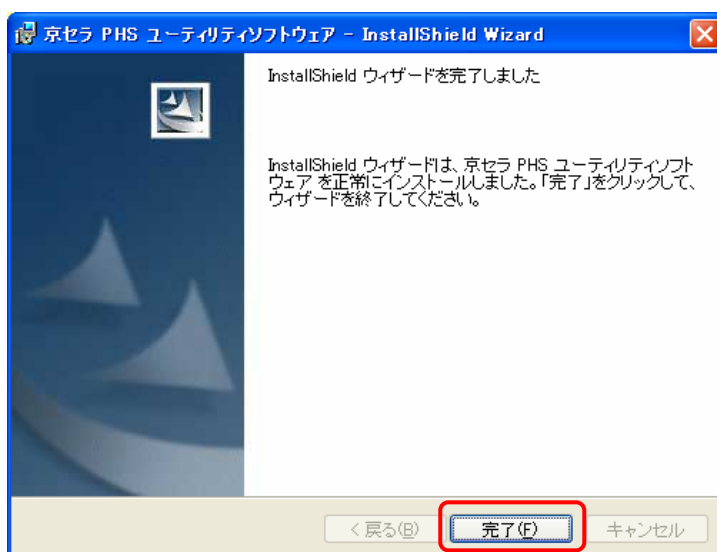 京セラ PHS ユーティリティソフトウェア - InstallShield Wizard
InstallShield ウィザードを完了しました
InstallShield ウィザードは、京セラ PHS ユーティリティソフト
ウェア を正常にインストールしました。「完了」をクリックして、
ウィザードを終了してください。
< 戻る(B)
完了(F)
キャンセル